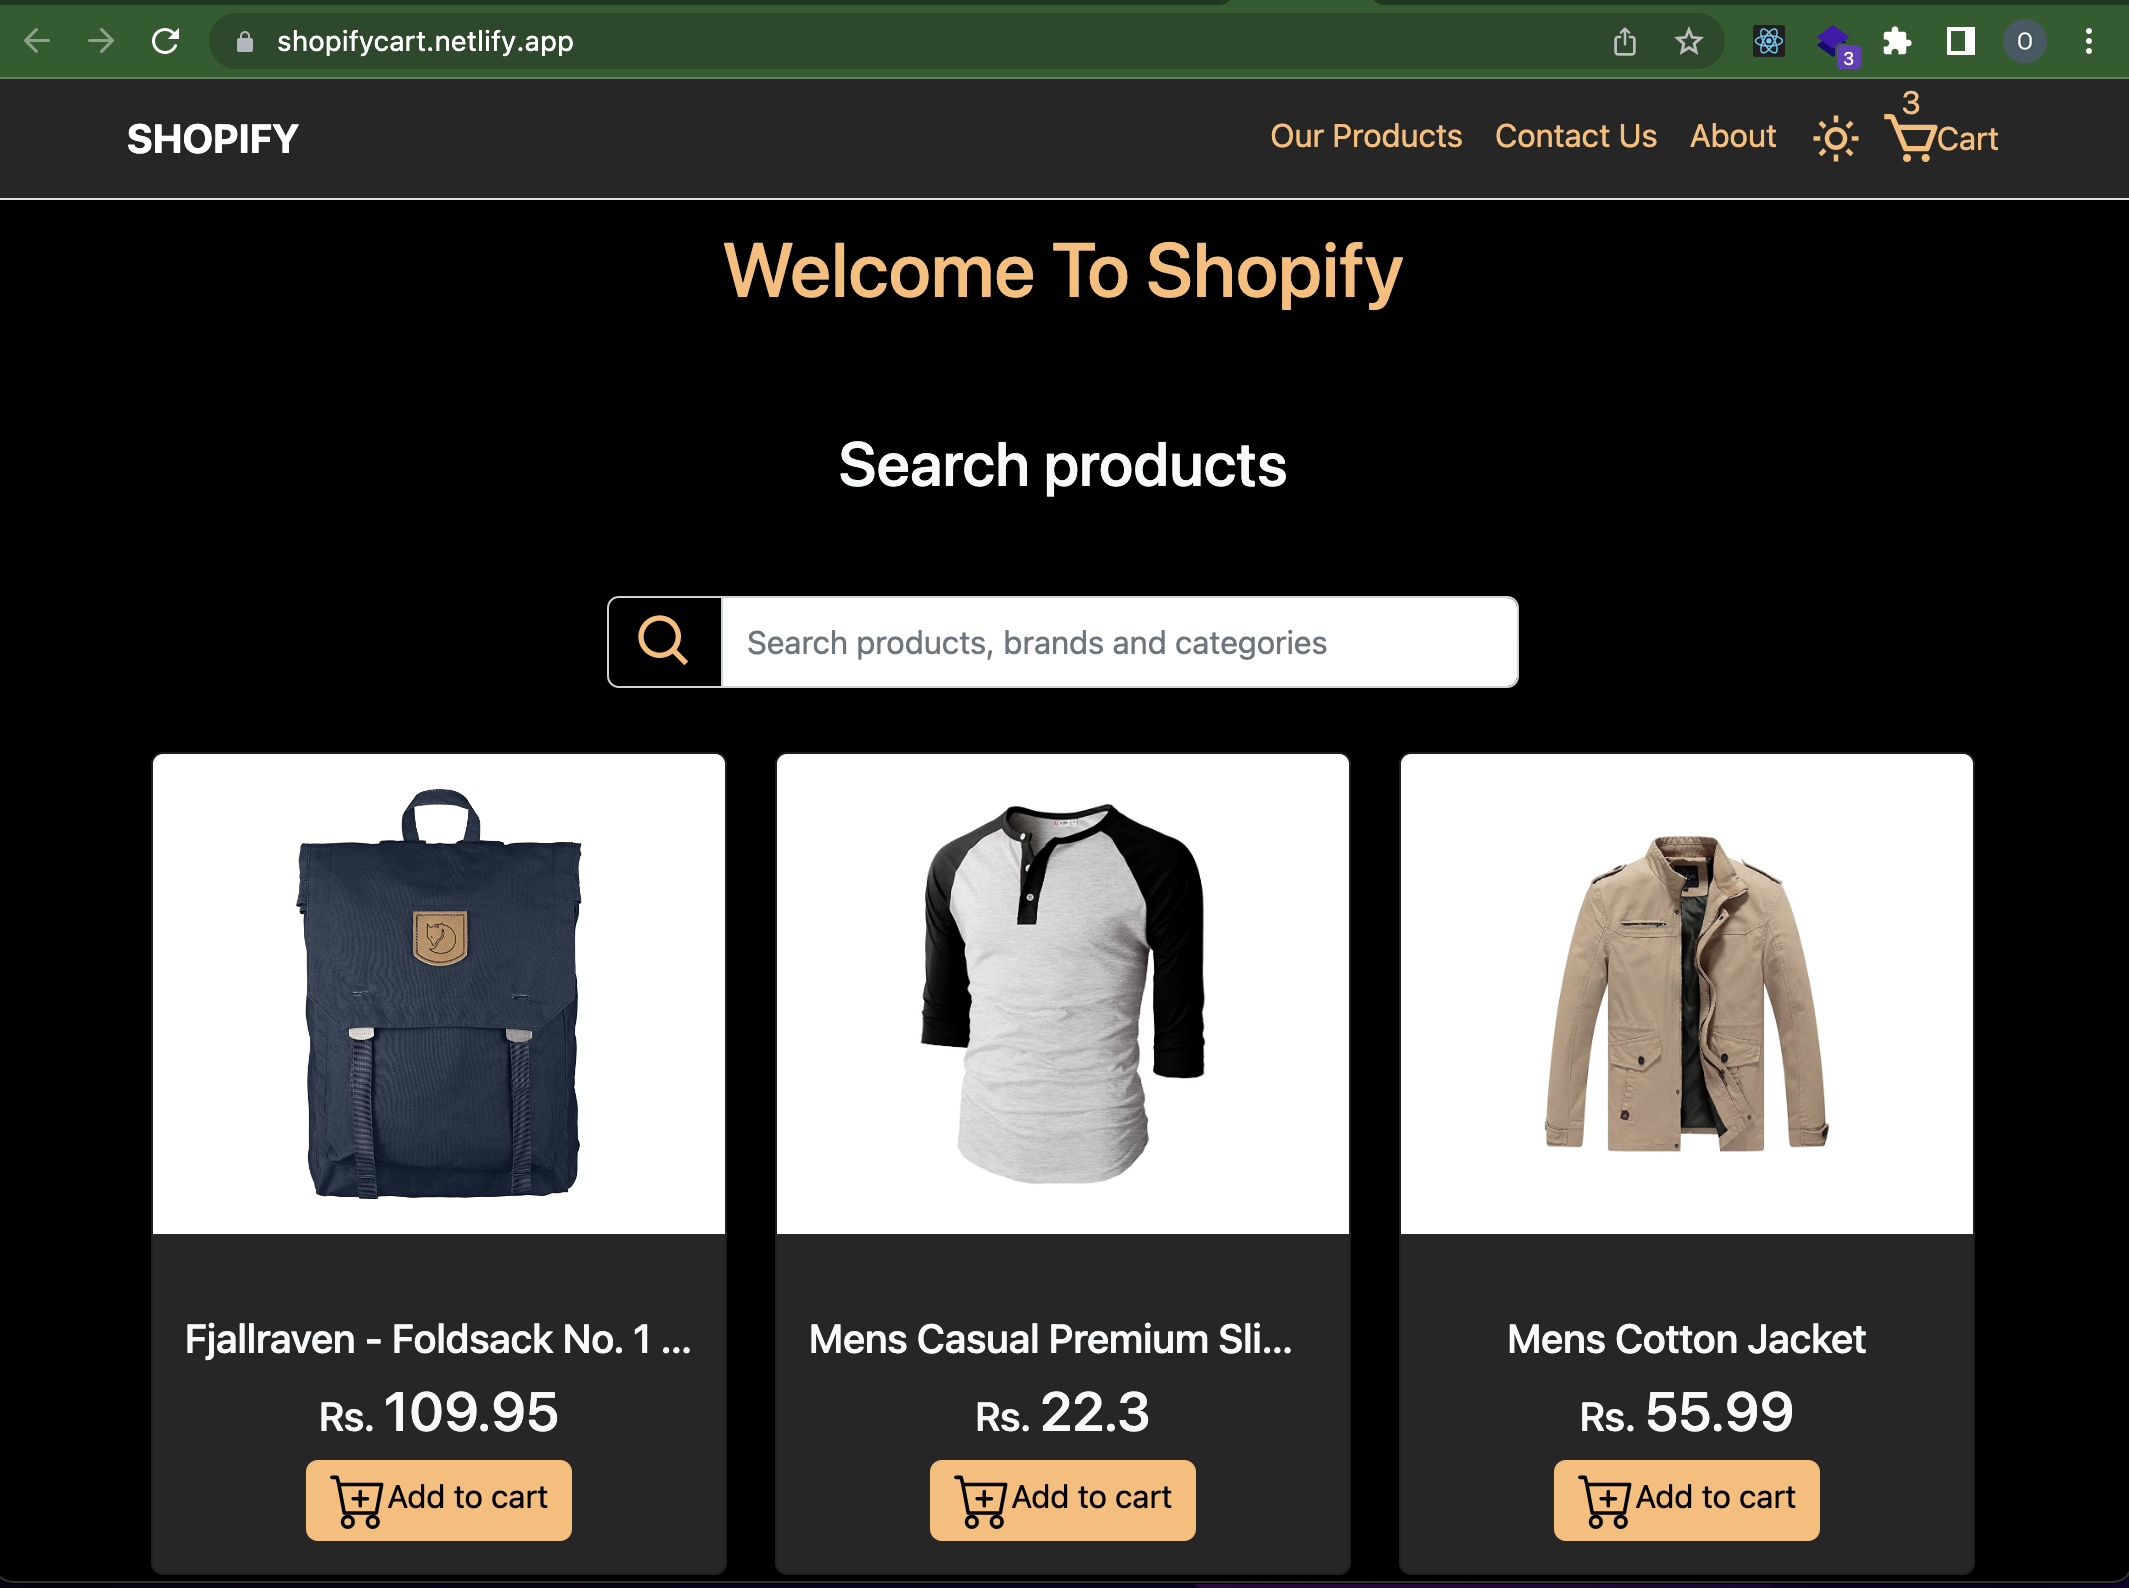 shopifycart.netlify.app
3
O
SHOPIFY
Our Products Contact Us About
3
Cart
Welcome To Shopify
Search products
Search products, brands and categories
Fjallraven - Foldsack No. 1 ...
Rs. 109.95
Add to cart
Mens Casual Premium Sli...
Rs. 22.3
Add to cart
Mens Cotton Jacket
Rs. 55.99
Add to cart